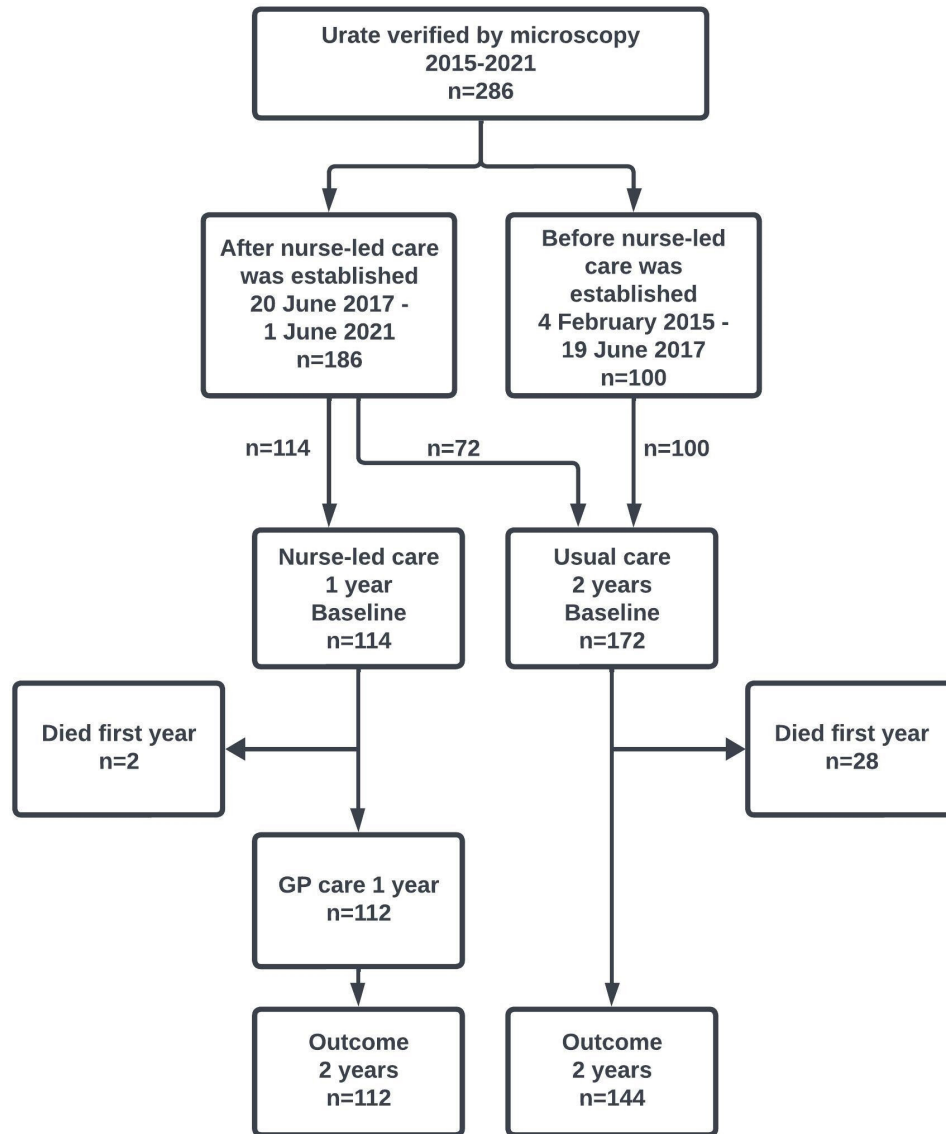 Urate verified by microscopy
2015-2021
n=286
After nurse-led care
was established
20 June 2017 -
1 June 2021
n=186
Before nurse-led
care was
established
4 February 2015 -
19 June 2017
n=100
n=114
n=72
n=100
Nurse-led care
1 year
Baseline
n=114
Usual care
2 years
Baseline
n=172
Died first year
n=2
Died first year
n=28
GP care 1 year
n=112
Outcome
2 years
n=112
Outcome
2 years
n=144